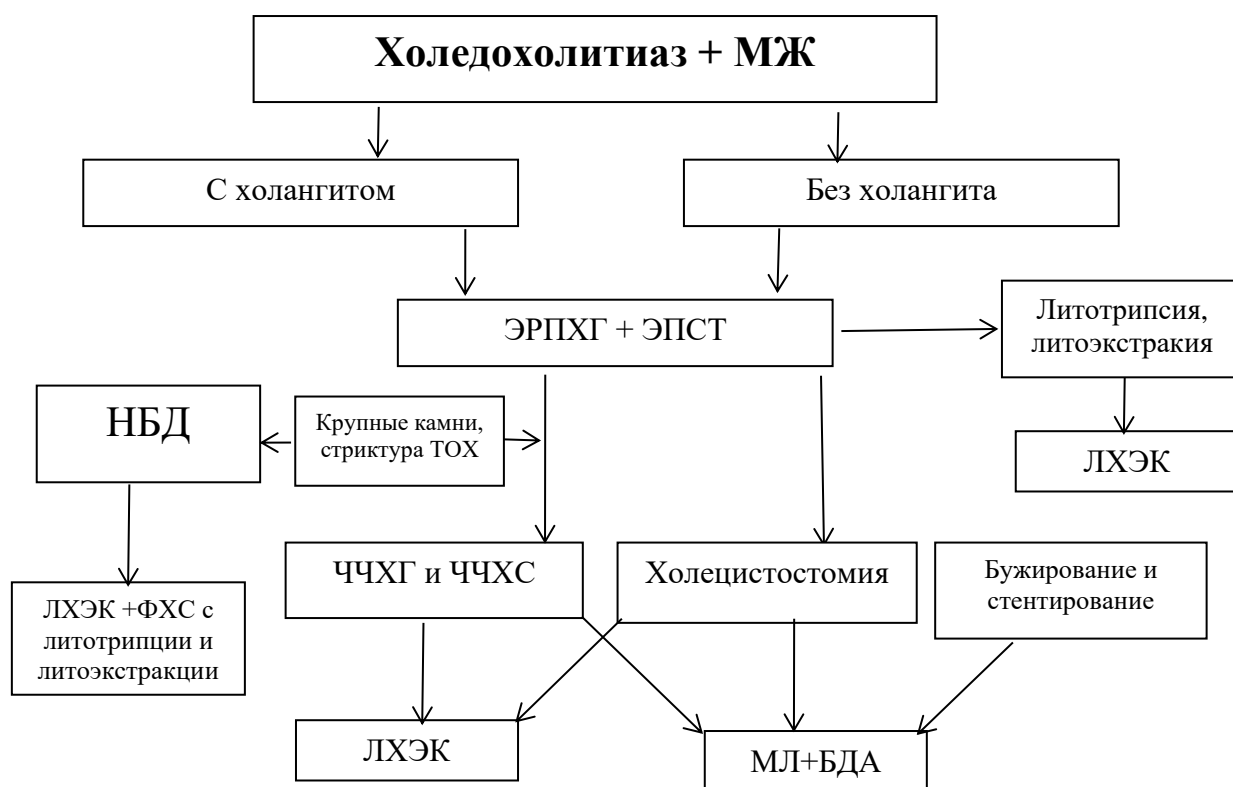 Холедохолитиаз + МЖ
С холангитом
Без холангита
ЭРПХГ + ЭПСТ
Литотрипсия,
литоэкстракия
НБД
Крупные камни,
стриктура ТОХ
ЛХЭК
ЧЧХГ и ЧЧХС
Холецистостомия
Бужирование и
стентирование
ЛХЭК +ФХС с
литотрипции и
литоэкстракции
ЛХЭК
МЛ+БДА